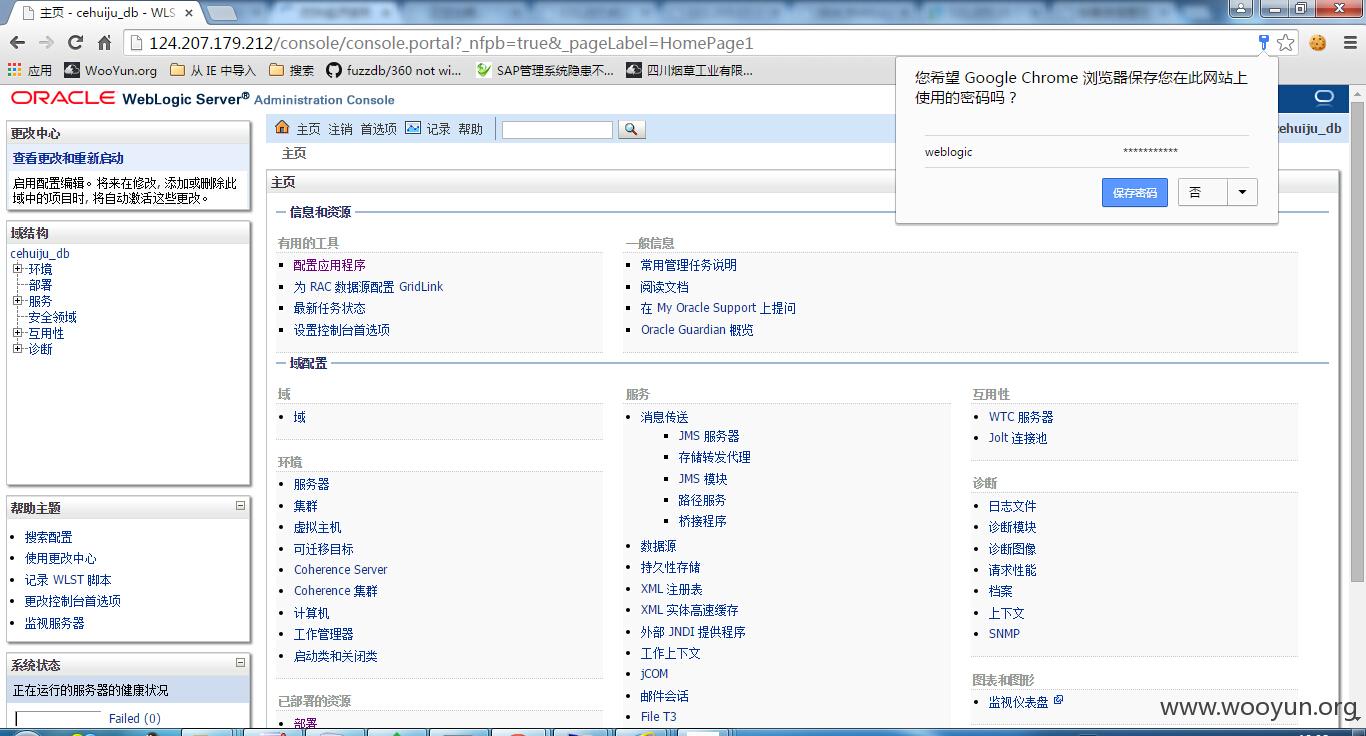 主页 - cehuiju_db - WLS
124.207.179.212/console/console.portal?_nfpb=true&_pageLabel=HomePage1
应用 WooYun.org 从 IE 中导入 搜索 fuzzdb/360 not wi... SAP管理系统隐患不... 四川烟草工业有限...
您希望 Google Chrome 浏览器保存您在此网站上
使用的密码吗？
weblogic ***********
保存密码 否
ORACLE WebLogic Server® Administration Console
更改中心
查看更改和重新启动
启用配置编辑。将来在修改, 添加或删除此
域中的项目时, 将自动激活这些更改。
域结构
cehuiju_db
环境
部署
服务
安全领域
互用性
诊断
帮助主题
搜索配置
使用更改中心
记录 WLST 脚本
更改控制台首选项
监视服务器
系统状态
正在运行的服务器的健康状况
Failed (0)
主页 注销 首选项 记录 帮助
cehuiju_db
主页
主页
信息和资源
有用的工具
配置应用程序
为 RAC 数据源配置 GridLink
最新任务状态
设置控制台首选项
一般信息
常用管理任务说明
阅读文档
在 My Oracle Support 上提问
Oracle Guardian 概览
域配置
域
域
环境
服务器
集群
虚拟主机
可迁移目标
Coherence Server
Coherence 集群
计算机
工作管理器
启动类和关闭类
已部署的资源
部署
服务
消息传送
JMS 服务器
存储转发代理
JMS 模块
路径服务
桥接程序
数据源
持久性存储
XML 注册表
XML 实体高速缓存
外部 JNDI 提供程序
工作上下文
jCOM
邮件会话
File T3
互用性
WTC 服务器
Jolt 连接池
诊断
日志文件
诊断模块
诊断图像
请求性能
档案
上下文
SNMP
图表和图形
监视仪表盘
www.wooyun.org